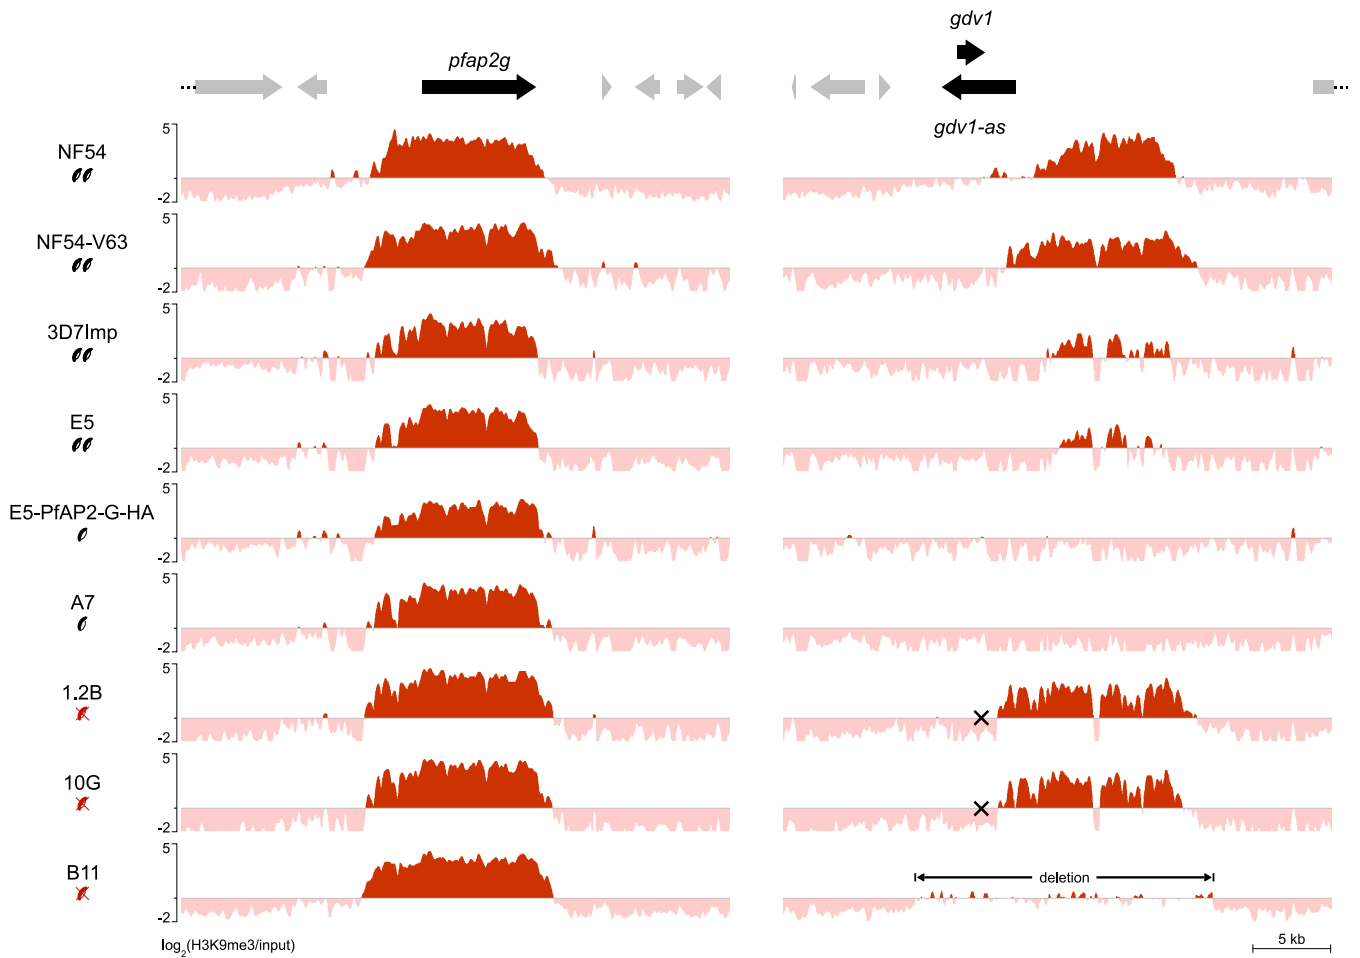 gdv1
pfap2g
gdv1-as
NF54
5
-2
NF54-V63
5
-2
3D7Imp
5
-2
E5
5
-2
E5-PfAP2-G-HA
5
-2
A7
5
-2
1.2B
5
-2
10G
5
-2
B11
5
-2
deletion
log2(H3K9me3/input)
5 kb